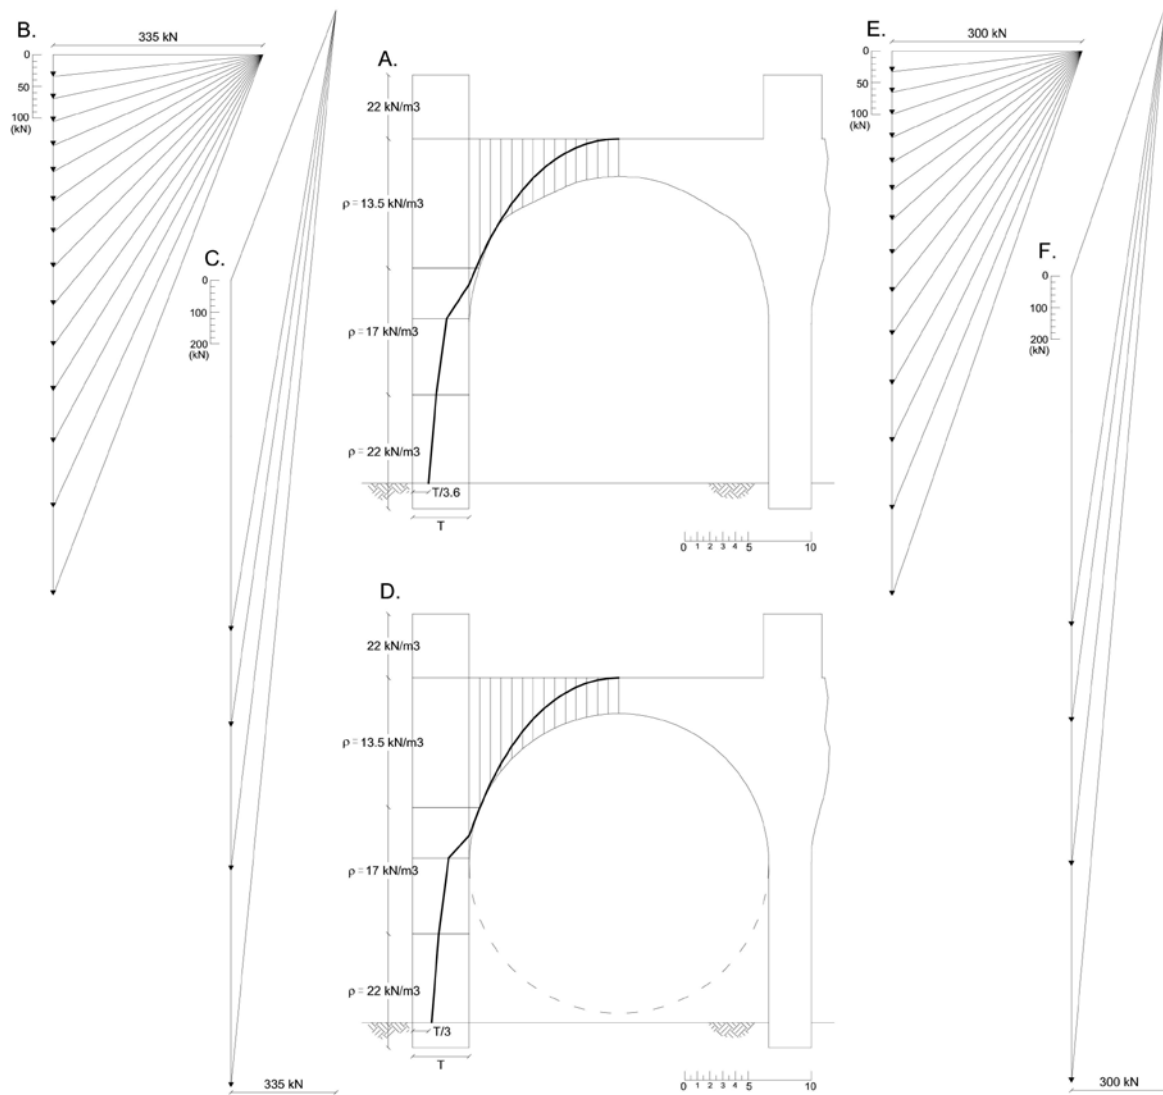 B.
335 kN
0
50
100
(kN)
C.
0
100
200
(kN)
335 kN
A.
22 kN/m3
ρ = 13.5 kN/m3
ρ = 17 kN/m3
ρ = 22 kN/m3
T/3.6
T
0 1 2 3 4 5 10
D.
22 kN/m3
ρ = 13.5 kN/m3
ρ = 17 kN/m3
ρ = 22 kN/m3
T/3
T
0 1 2 3 4 5 10
E.
300 kN
0
50
100
(kN)
F.
0
100
200
(kN)
300 kN